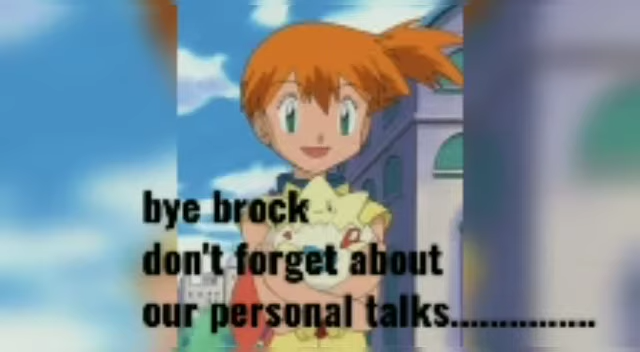 bye brock
don't forget about
our personal talks...............